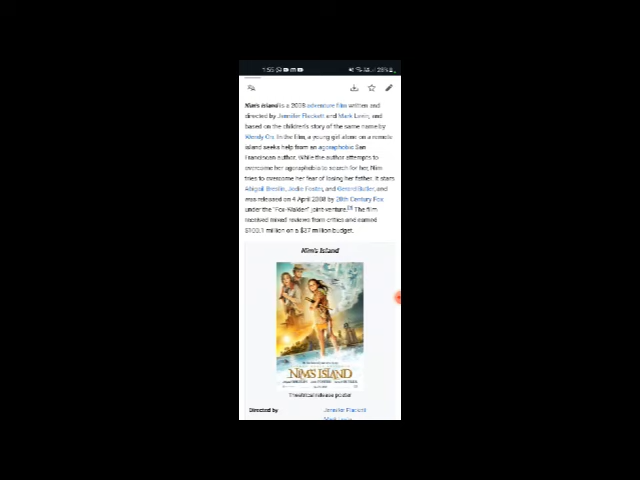 1:55
29%
Nim's Island is a 2008 adventure film written and
directed by Jennifer Flackett and Mark Levin, and
based on the children's story of the same name by
Wendy Orr. In the film, a young girl alone on a remote
island seeks help from an agoraphobic San
Franciscan author. While the author attempts to
overcome her agoraphobia to search for her, Nim
tries to overcome her fear of losing her father. It stars
Abigail Breslin, Jodie Foster, and Gerard Butler, and
was released on 4 April 2008 by 20th Century Fox
under the "Fox-Walden" joint venture. The film
received mixed reviews from critics and earned
$100.1 million on a $37 million budget.
Nim's Island
NIM'S ISLAND
Theatrical release poster
Directed by
Jennifer Flackett
Mark Levin